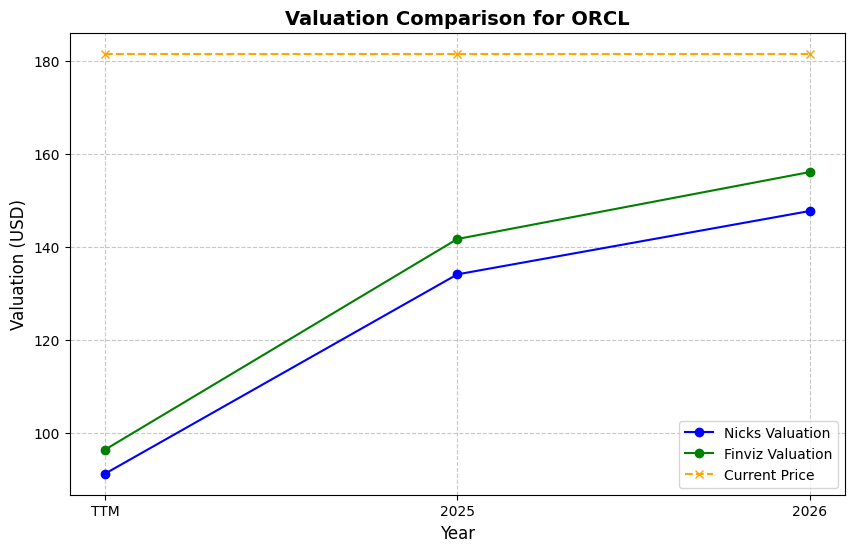 Valuation Comparison for ORCL
Valuation (USD)
180
160
140
120
100
TTM
2025
2026
Year
Nicks Valuation
Finviz Valuation
Current Price